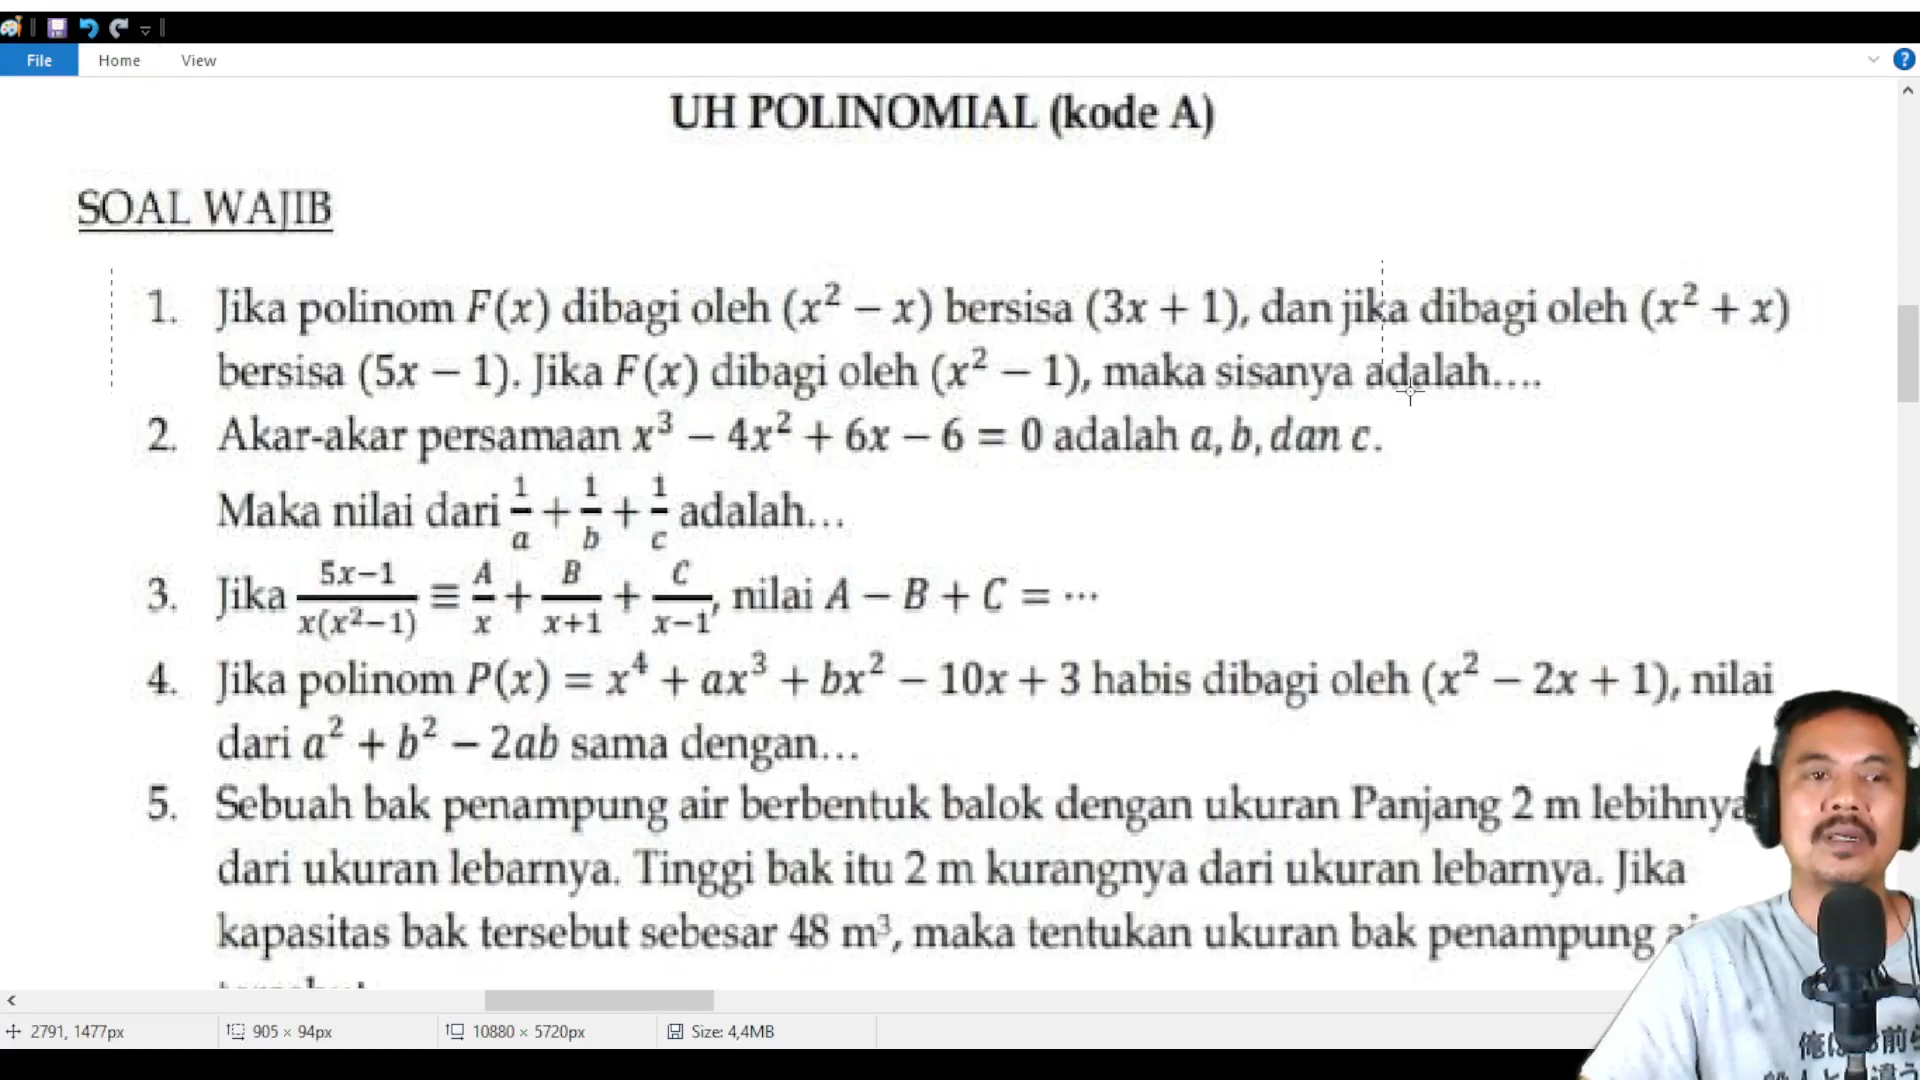 File Home View
UH POLINOMIAL (kode A)
SOAL WAJIB
1. Jika polinom F(x) dibagi oleh (x² − x) bersisa (3x + 1), dan jika dibagi oleh (x² + x)
bersisa (5x − 1). Jika F(x) dibagi oleh (x² − 1), maka sisanya adalah....
2. Akar-akar persamaan x³ − 4x² + 6x − 6 = 0 adalah a, b, dan c.
Maka nilai dari 1/a + 1/b + 1/c adalah...
3. Jika 5x−1/x(x²−1) ≡ A/x + B/x+1 + C/x−1, nilai A − B + C = ⋯
4. Jika polinom P(x) = x⁴ + ax³ + bx² − 10x + 3 habis dibagi oleh (x² − 2x + 1), nilai
dari a² + b² − 2ab sama dengan...
5. Sebuah bak penampung air berbentuk balok dengan ukuran Panjang 2 m lebihnya
dari ukuran lebarnya. Tinggi bak itu 2 m kurangnya dari ukuran lebarnya. Jika
kapasitas bak tersebut sebesar 48 m³, maka tentukan ukuran bak penampung
2791, 1477px 905 × 94px 10880 × 5720px Size: 4,4MB